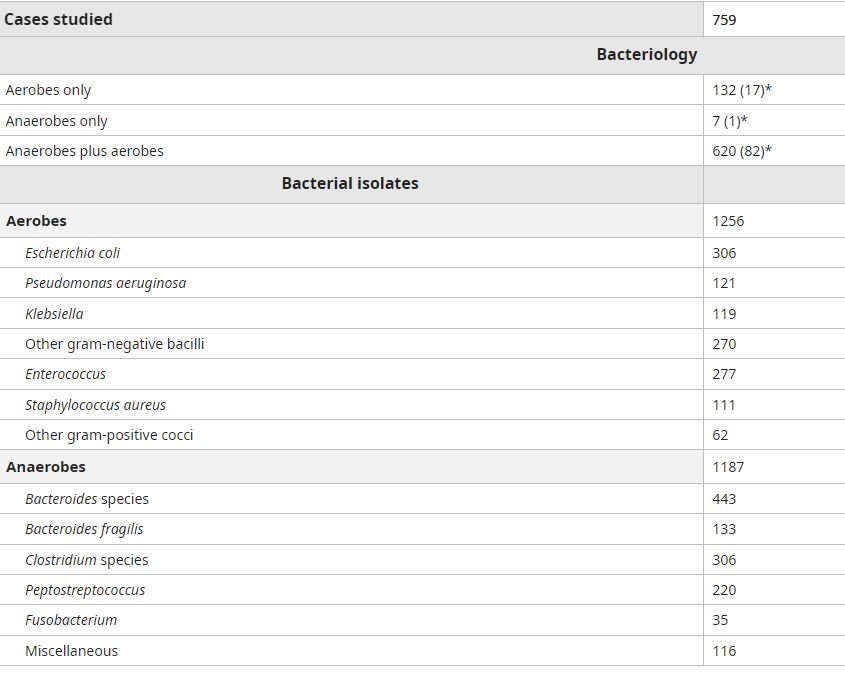 Cases studied 759
Bacteriology
Aerobes only 132 (17)*
Anaerobes only 7 (1)*
Anaerobes plus aerobes 620 (82)*
Bacterial isolates
Aerobes 1256
Escherichia coli 306
Pseudomonas aeruginosa 121
Klebsiella 119
Other gram-negative bacilli 270
Enterococcus 277
Staphylococcus aureus 111
Other gram-positive cocci 62
Anaerobes 1187
Bacteroides species 443
Bacteroides fragilis 133
Clostridium species 306
Peptostreptococcus 220
Fusobacterium 35
Miscellaneous 116